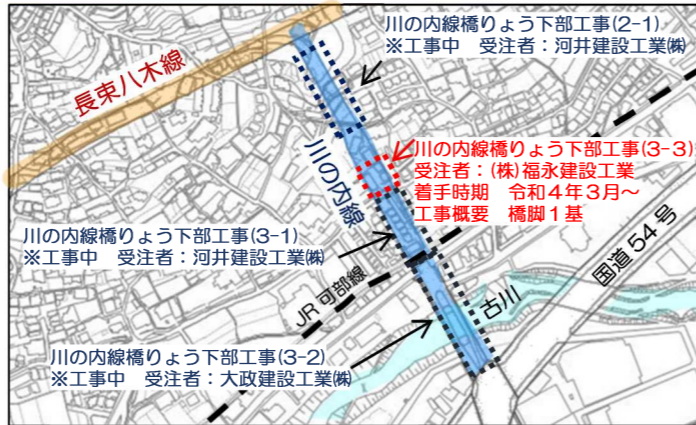 川の内線橋りょう下部工事(2-1)
※工事中 受注者：河井建設工業㈱
長束八木線
川の内線
川の内線橋りょう下部工事(3-3)
受注者：(株)福永建設工業
着手時期 令和４年３月～
工事概要 橋脚１基
川の内線橋りょう下部工事(3-1)
※工事中 受注者：河井建設工業㈱
国道 54 号
JR 可部線
古川
川の内線橋りょう下部工事(3-2)
※工事中 受注者：大政建設工業㈱